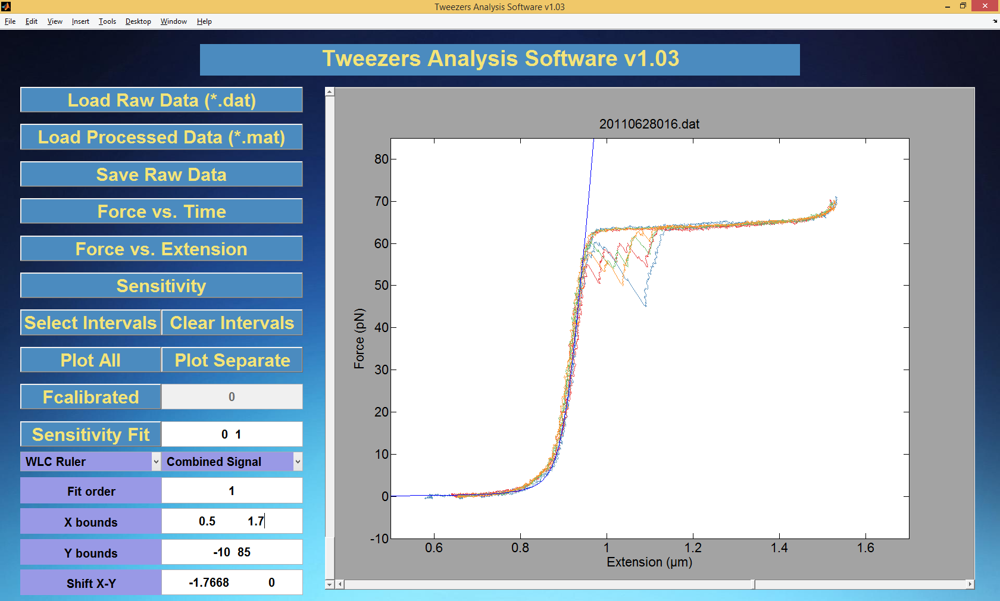 Tweezers Analysis Software v1.03
File Edit View Insert Tools Desktop Window Help
Tweezers Analysis Software v1.03
Load Raw Data (*.dat)
Load Processed Data (*.mat)
Save Raw Data
Force vs. Time
Force vs. Extension
Sensitivity
Select Intervals Clear Intervals
Plot All Plot Separate
Fcalibrated 0
Sensitivity Fit 0 1
WLC Ruler Combined Signal
Fit order 1
X bounds 0.5 1.7
Y bounds -10 85
Shift X-Y -1.7668 0
20110628016.dat
80
70
60
50
40
30
20
10
0
-10
Force (pN)
0.6 0.8 1 1.2 1.4 1.6
Extension (µm)